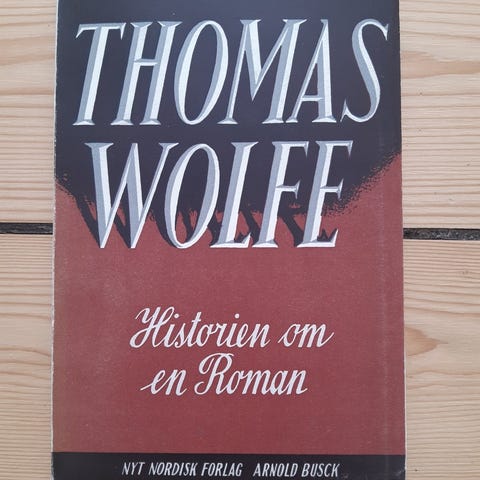 THOMAS
WOLFE
Historien om
en Roman
NYT NORDISK FORLAG ARNOLD BUSCK